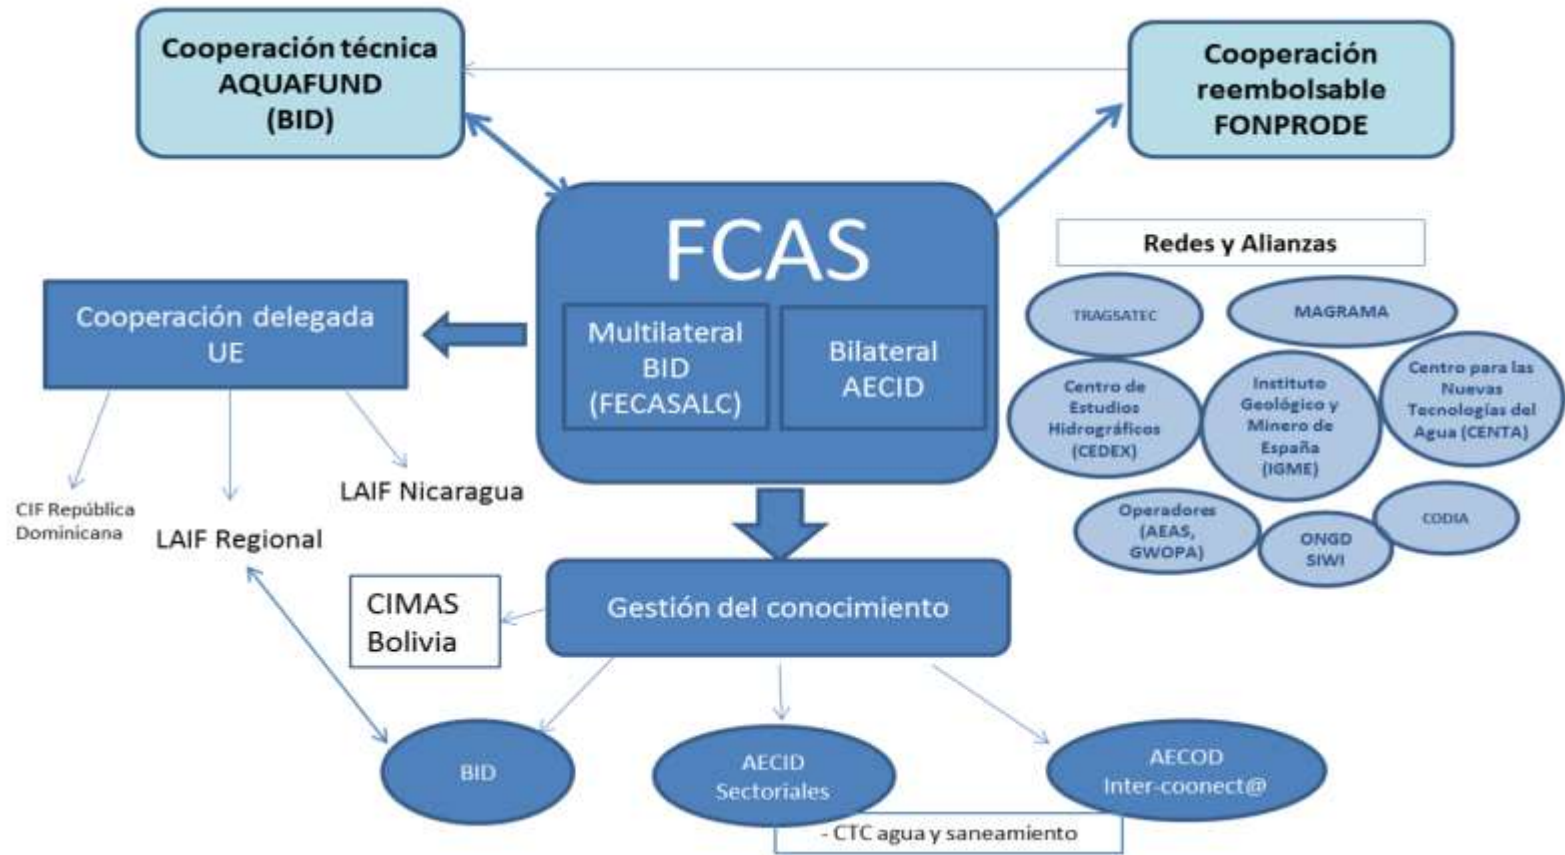 Cooperación técnica
AQUAFUND
(BID)
Cooperación
reembolsable
FONPRODE
FCAS
Multilateral
BID
(FECASALC)
Bilateral
AECID
Cooperación delegada
UE
CIF República
Dominicana
LAIF Regional
LAIF Nicaragua
Redes y Alianzas
TRAGSATEC
MAGRAMA
Centro de
Estudios
Hidrográficos
(CEDEX)
Instituto
Geológico y
Minero de
España
(IGME)
Centro para las
Nuevas
Tecnologías del
Agua (CENTA)
Operadores
(AEAS,
GWOPA)
ONGD
SIWI
CODIA
Gestión del conocimiento
CIMAS
Bolivia
BID
AECID
Sectoriales
AECOD
Inter-coonect@
- CTC agua y saneamiento